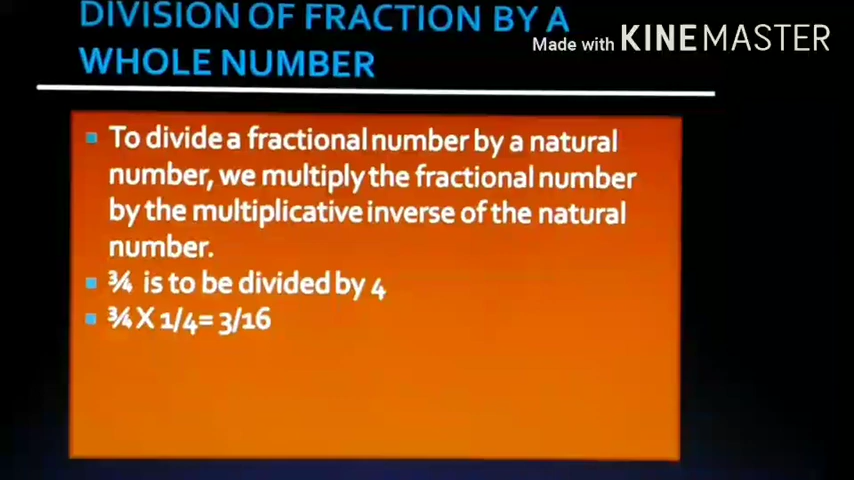 DIVISION OF FRACTION BY A
Made with KINEMASTER
WHOLE NUMBER
To divide a fractional number by a natural
number, we multiply the fractional number
by the multiplicative inverse of the natural
number.
¾ is to be divided by 4
¾ X 1/4= 3/16